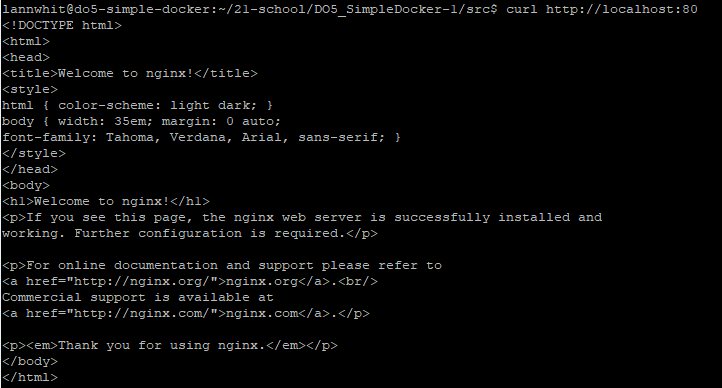 lannwhit@do5-simple-docker:~/21-school/DO5_SimpleDocker-1/src$ curl http://localhost:80
<!DOCTYPE html>
<html>
<head>
<title>Welcome to nginx!</title>
<style>
html { color-scheme: light dark; }
body { width: 35em; margin: 0 auto;
font-family: Tahoma, Verdana, Arial, sans-serif; }
</style>
</head>
<body>
<h1>Welcome to nginx!</h1>
<p>If you see this page, the nginx web server is successfully installed and
working. Further configuration is required.</p>

<p>For online documentation and support please refer to
<a href="http://nginx.org/">nginx.org</a>.<br/>
Commercial support is available at
<a href="http://nginx.com/">nginx.com</a>.</p>

<p><em>Thank you for using nginx.</em></p>
</body>
</html>